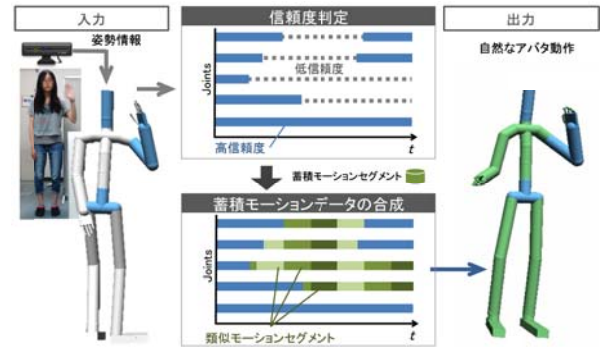 入力
姿勢情報
信頼度判定
Joints
低信頼度
高信頼度
t
蓄積モーションセグメント
蓄積モーションデータの合成
Joints
t
類似モーションセグメント
出力
自然なアバタ動作